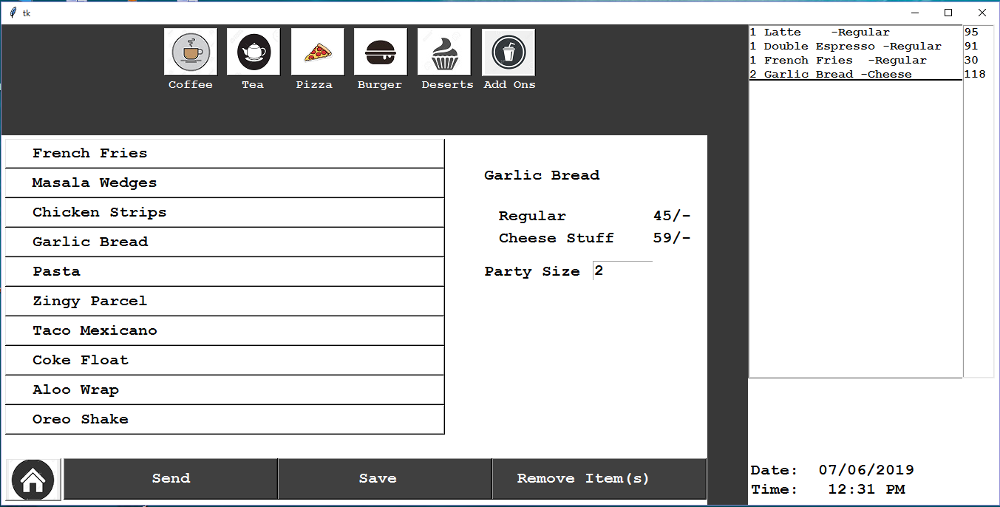 tk
Coffee Tea Pizza Burger Deserts Add Ons
1 Latte -Regular 95
1 Double Espresso -Regular 91
1 French Fries -Regular 30
2 Garlic Bread -Cheese 118
French Fries
Masala Wedges
Chicken Strips
Garlic Bread
Pasta
Zingy Parcel
Taco Mexicano
Coke Float
Aloo Wrap
Oreo Shake
Garlic Bread
Regular 45/-
Cheese Stuff 59/-
Party Size 2
Send Save Remove Item(s)
Date: 07/06/2019
Time: 12:31 PM